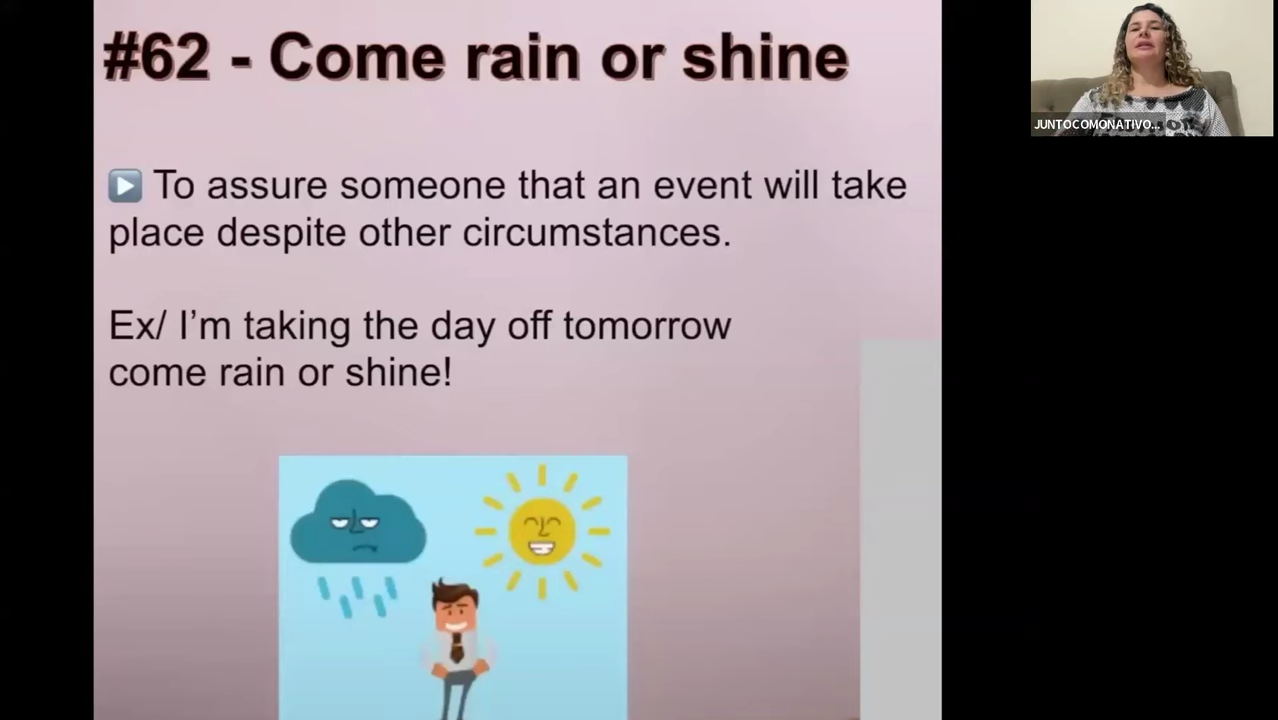 #62 - Come rain or shine
▶️ To assure someone that an event will take
place despite other circumstances.
Ex/ I'm taking the day off tomorrow
come rain or shine!
JUNTOCOMONATIVO...